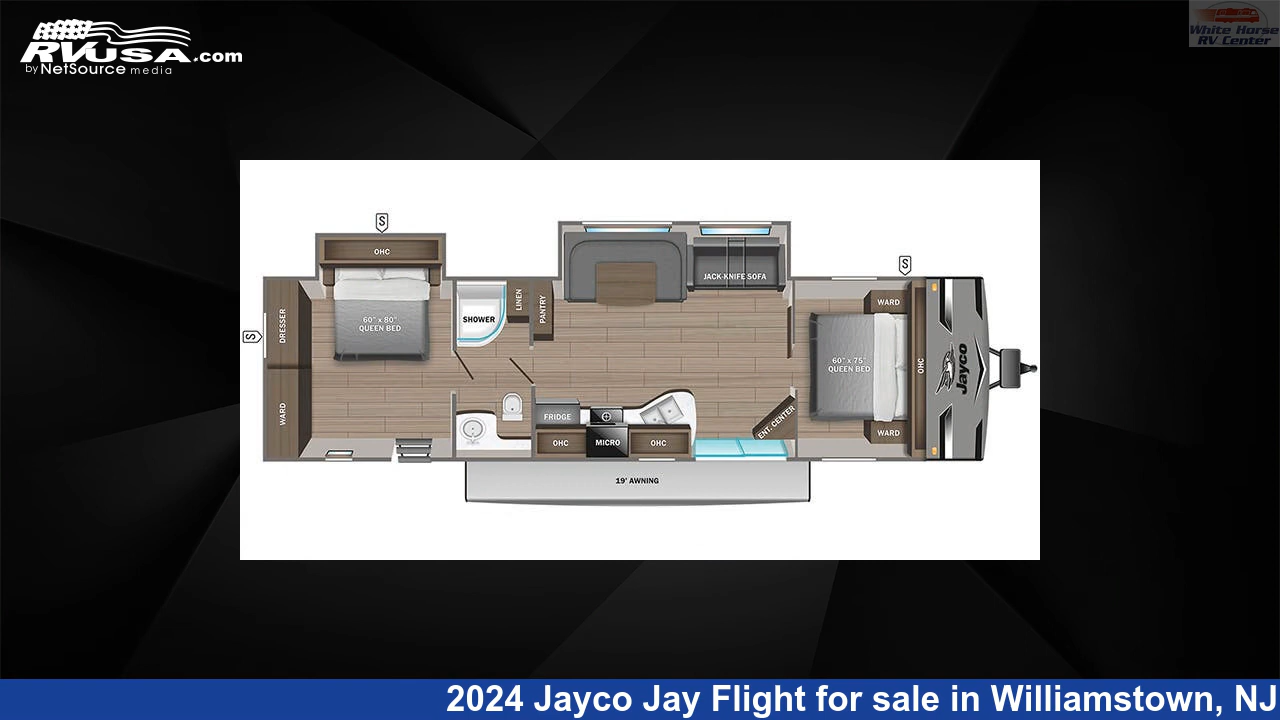 RVUSA.com
by NetSource media
White Horse
RV Center
S
OHC
S
S
DRESSER
WARD
60" x 80"
QUEEN BED
SHOWER
LINEN
PANTRY
JACK-KNIFE SOFA
WARD
60" x 75"
QUEEN BED
OHC
WARD
Jayco
FRIDGE
OHC
MICRO
OHC
ENT. CENTER
19' AWNING
2024 Jayco Jay Flight for sale in Williamstown, NJ